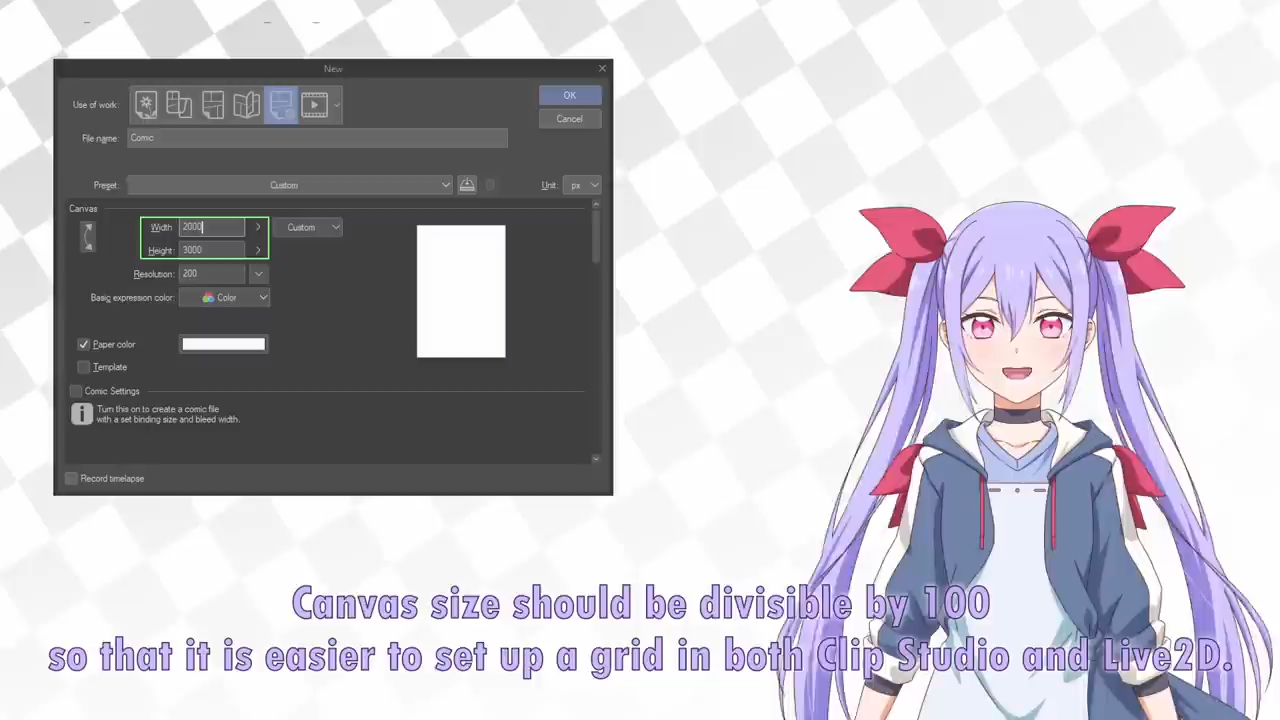 New
Use of work:
OK
Cancel
File name: Comic
Preset: Custom
Unit: px
Canvas
Width 2000 Custom
Height: 3000
Resolution: 200
Basic expression color: Color
Paper color
Template
Comic Settings
Turn this on to create a comic file
with a set binding size and bleed width.
Record timelapse
Canvas size should be divisible by 100
so that it is easier to set up a grid in both Clip Studio and Live2D.